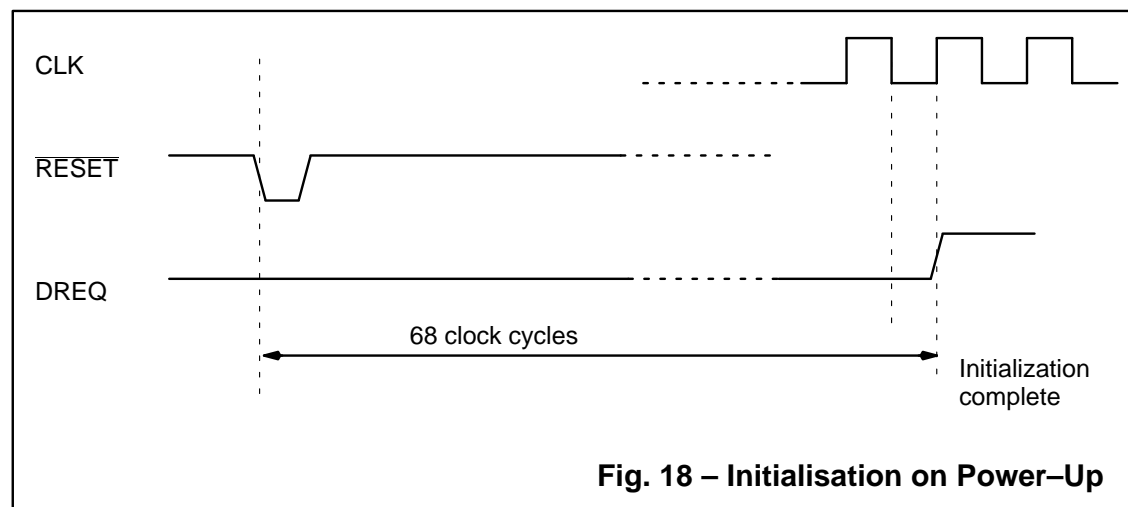 CLK
RESET
DREQ
68 clock cycles
Initialization
complete
Fig. 18 – Initialisation on Power–Up